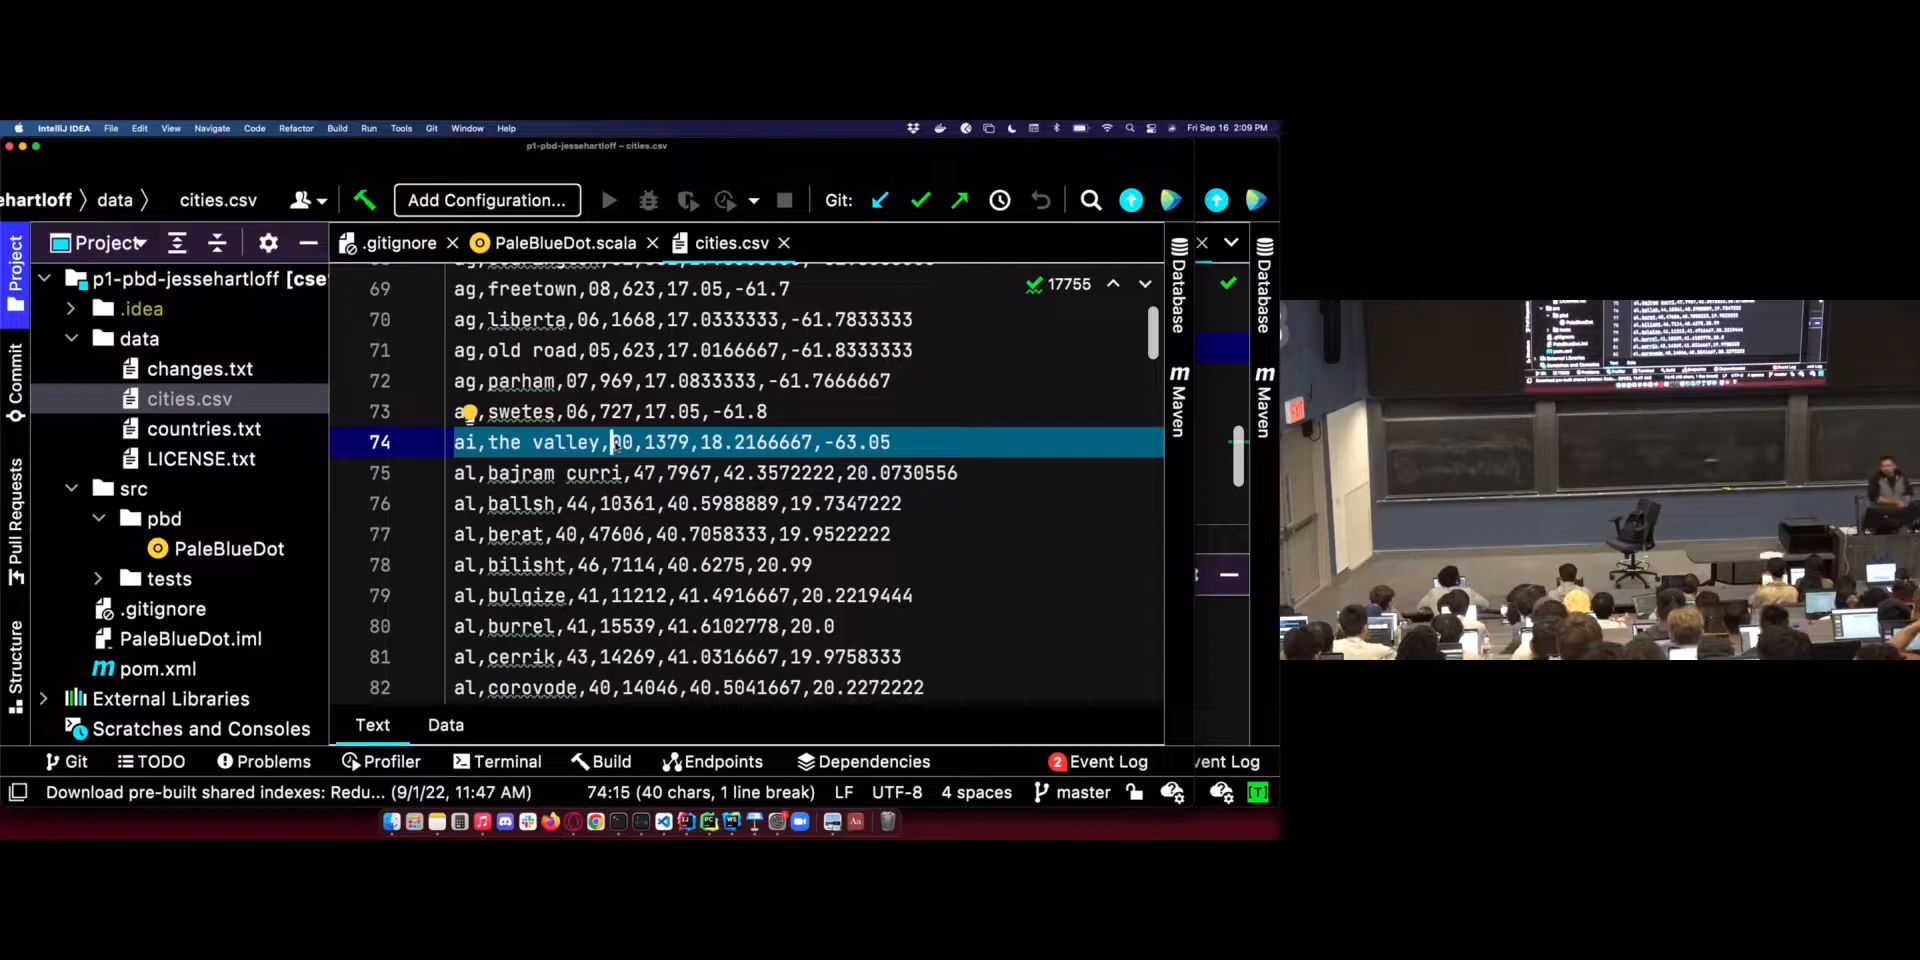 IntelliJ IDEA File Edit View Navigate Code Refactor Build Run Tools Git Window Help Fri Sep 16 2:09 PM
p1-pbd-jessehartloff – cities.csv
ehartloff data cities.csv Add Configuration... Git:
Project .gitignore PaleBlueDot.scala cities.csv
Project
Commit
Pull Requests
Structure
p1-pbd-jessehartloff [cse
.idea
data
changes.txt
cities.csv
countries.txt
LICENSE.txt
src
pbd
PaleBlueDot
tests
.gitignore
PaleBlueDot.iml
pom.xml
External Libraries
Scratches and Consoles
17755
69 ag,freetown,08,623,17.05,-61.7
70 ag,liberta,06,1668,17.0333333,-61.7833333
71 ag,old road,05,623,17.0166667,-61.8333333
72 ag,parham,07,969,17.0833333,-61.7666667
73 a,swetes,06,727,17.05,-61.8
74 ai,the valley,00,1379,18.2166667,-63.05
75 al,bajram curri,47,7967,42.3572222,20.0730556
76 al,ballsh,44,10361,40.5988889,19.7347222
77 al,berat,40,47606,40.7058333,19.9522222
78 al,bilisht,46,7114,40.6275,20.99
79 al,bulqize,41,11212,41.4916667,20.2219444
80 al,burrel,41,15539,41.6102778,20.0
81 al,cerrik,43,14269,41.0316667,19.9758333
82 al,corovode,40,14046,40.5041667,20.2272222
Database
Maven
Database
Maven
Text Data
Git TODO Problems Profiler Terminal Build Endpoints Dependencies 2 Event Log vent Log
Download pre-built shared indexes: Redu... (9/1/22, 11:47 AM) 74:15 (40 chars, 1 line break) LF UTF-8 4 spaces master
EXIT